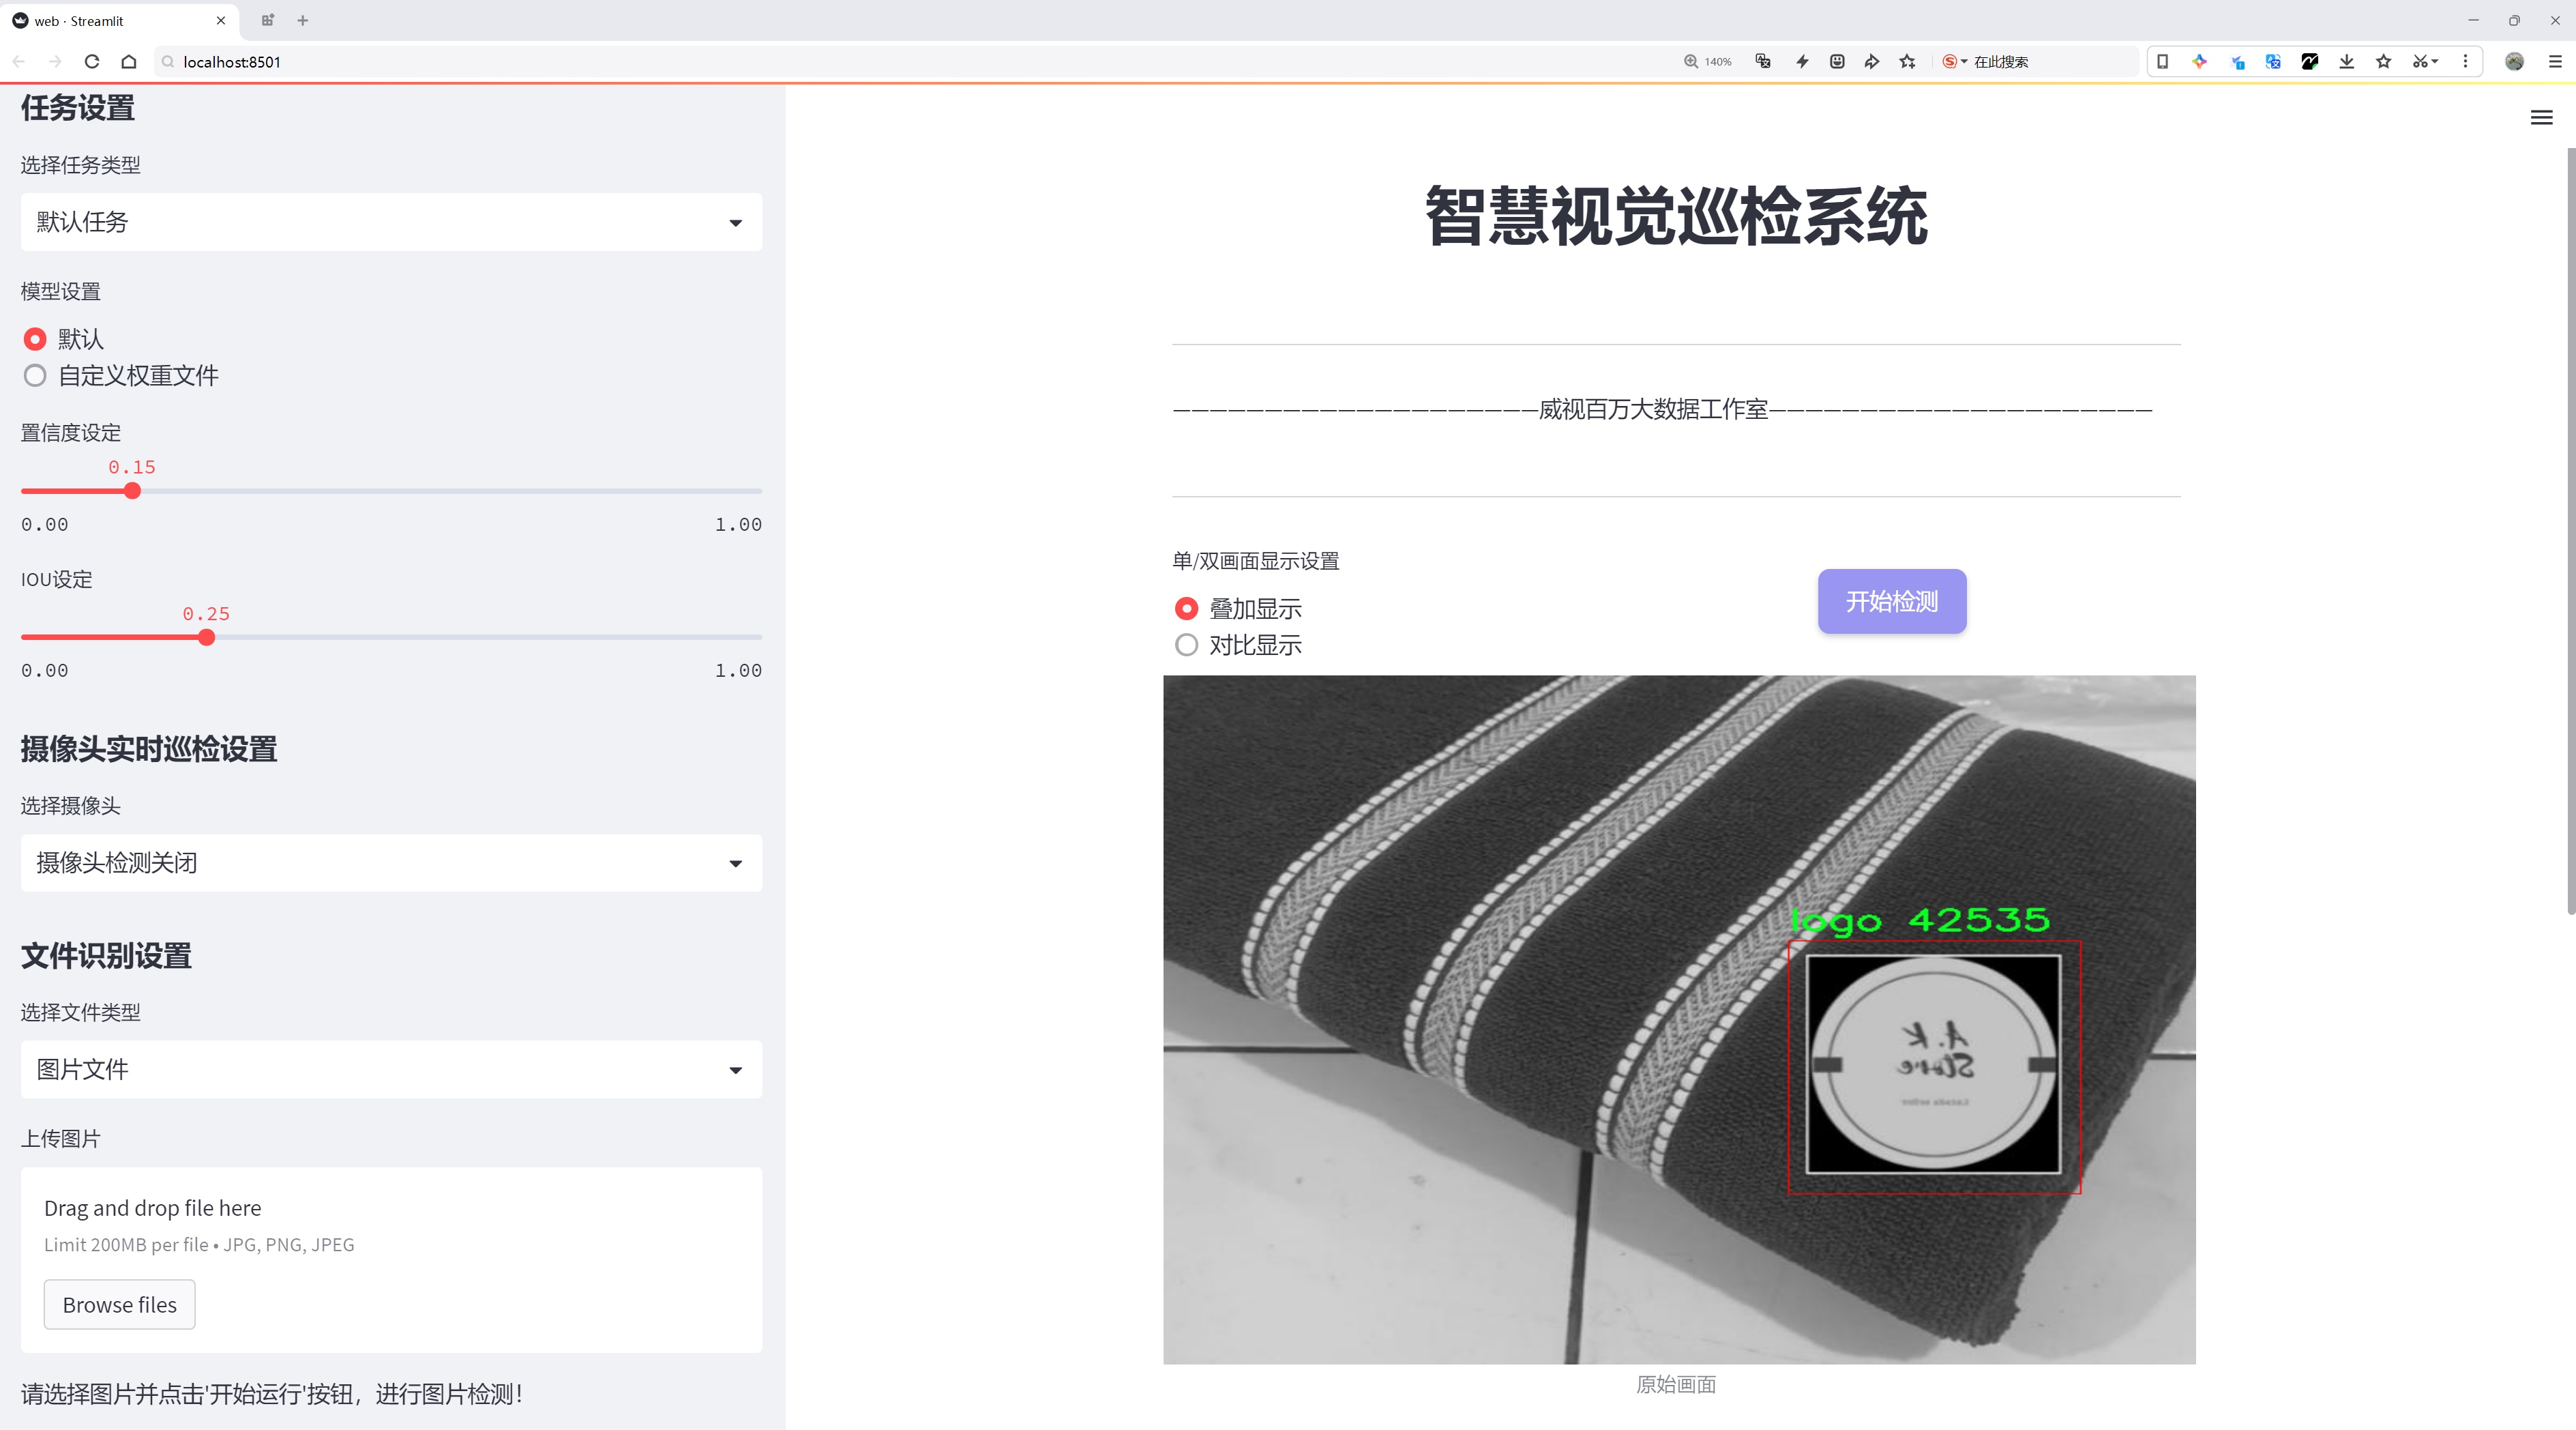 web · Streamlit
localhost:8501
140%
在此搜索
任务设置
选择任务类型
默认任务
模型设置
默认
自定义权重文件
置信度设定
0.15
0.00
1.00
IOU设定
0.25
0.00
1.00
摄像头实时巡检设置
选择摄像头
摄像头检测关闭
文件识别设置
选择文件类型
图片文件
上传图片
Drag and drop file here
Limit 200MB per file • JPG, PNG, JPEG
Browse files
请选择图片并点击'开始运行'按钮，进行图片检测！
智慧视觉巡检系统
————————————————————威视百万大数据工作室—————————————————————
单/双画面显示设置
叠加显示
对比显示
开始检测
logo 42535
A.K
Store
Lazada seller
原始画面